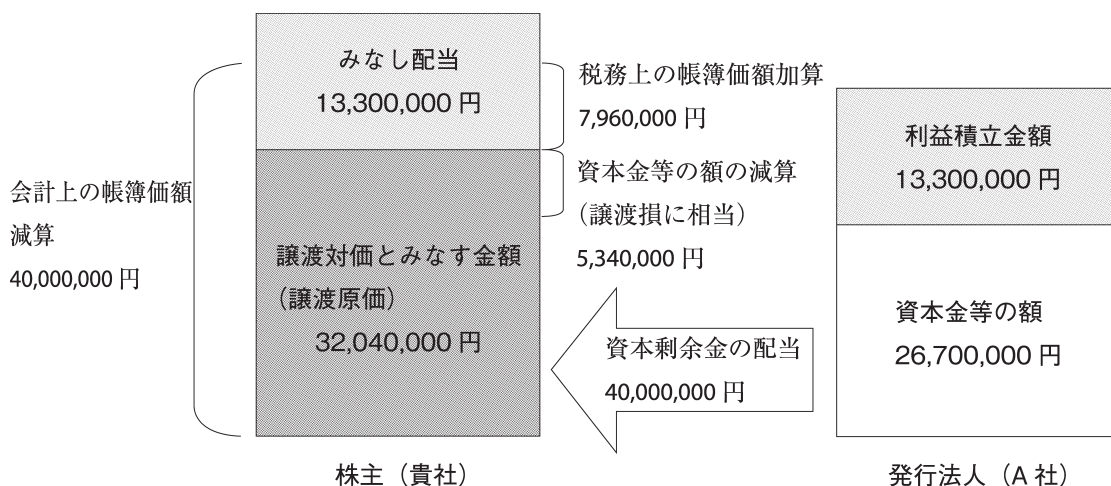 会計上の帳簿価額
減算
40,000,000 円
みなし配当
13,300,000 円
譲渡対価とみなす金額
（譲渡原価）
32,040,000 円
株主（貴社）
税務上の帳簿価額加算
7,960,000 円
資本金等の額の減算
（譲渡損に相当）
5,340,000 円
資本剰余金の配当
40,000,000 円
利益積立金額
13,300,000 円
資本金等の額
26,700,000 円
発行法人（A 社）